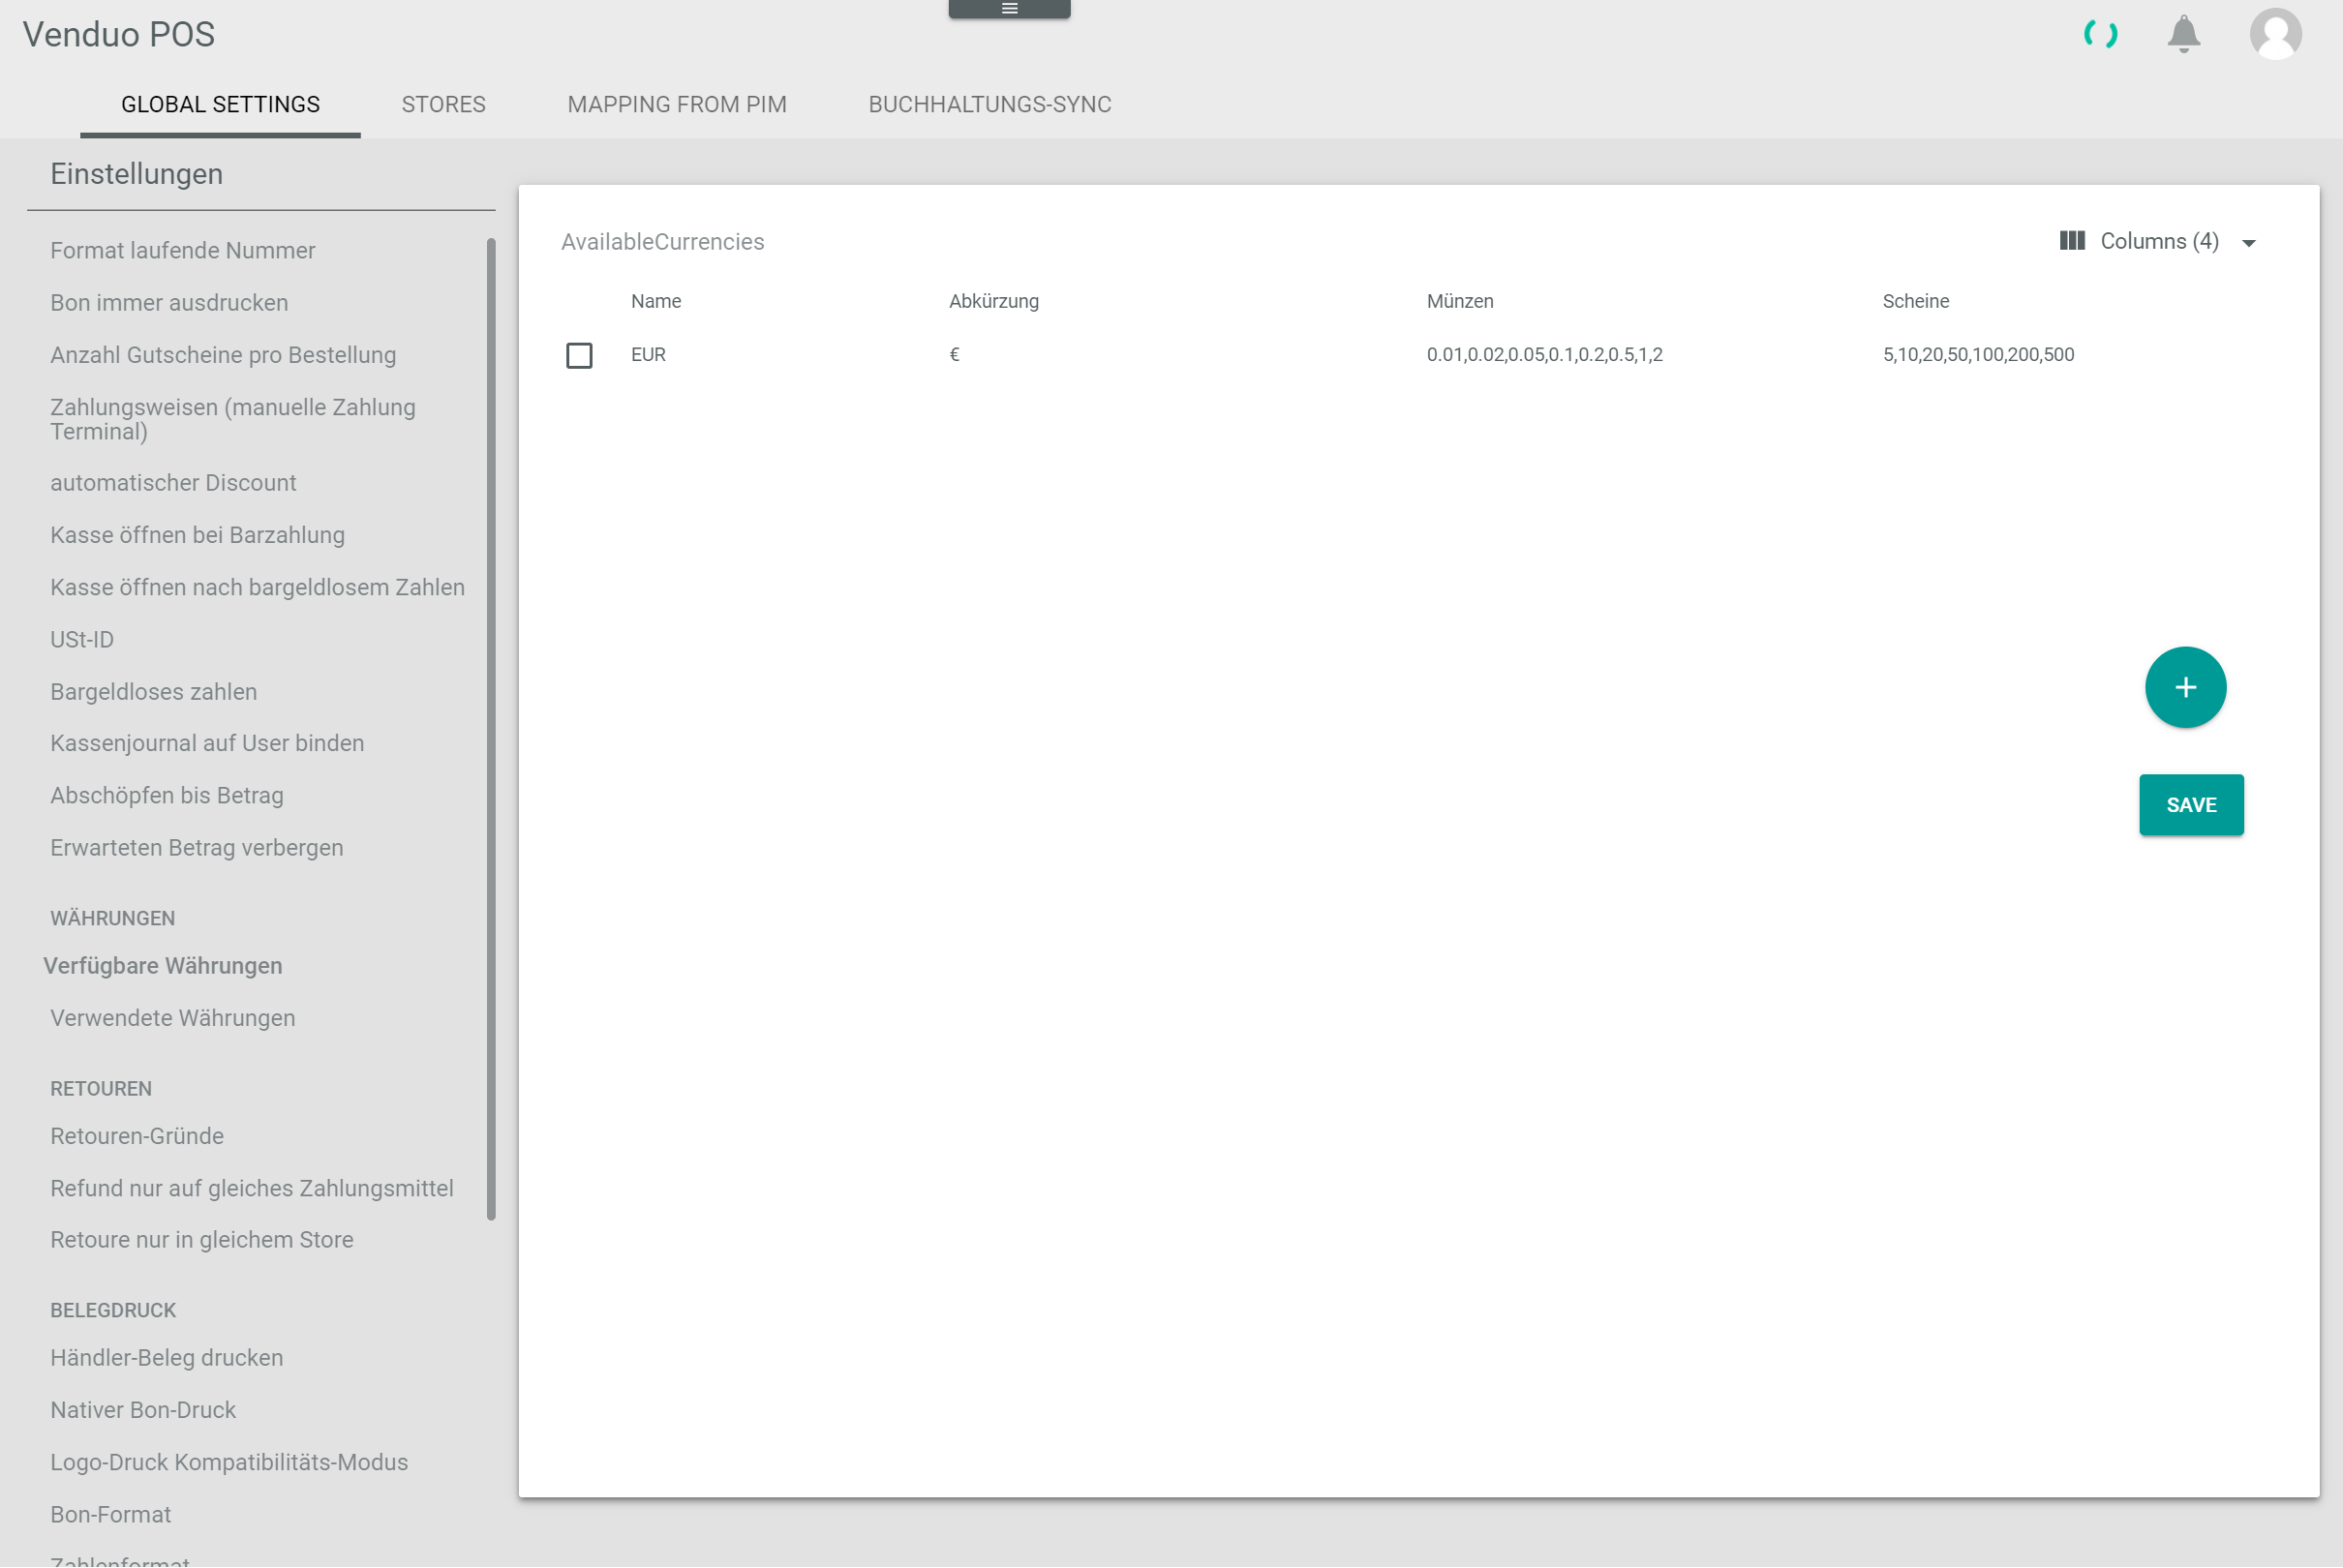 Venduo POS
GLOBAL SETTINGS
STORES
MAPPING FROM PIM
BUCHHALTUNGS-SYNC
Einstellungen
Format laufende Nummer
Bon immer ausdrucken
Anzahl Gutscheine pro Bestellung
Zahlungsweisen (manuelle Zahlung
Terminal)
automatischer Discount
Kasse öffnen bei Barzahlung
Kasse öffnen nach bargeldlosem Zahlen
USt-ID
Bargeldloses zahlen
Kassenjournal auf User binden
Abschöpfen bis Betrag
Erwarteten Betrag verbergen
WÄHRUNGEN
Verfügbare Währungen
Verwendete Währungen
RETOUREN
Retouren-Gründe
Refund nur auf gleiches Zahlungsmittel
Retoure nur in gleichem Store
BELEGDRUCK
Händler-Beleg drucken
Nativer Bon-Druck
Logo-Druck Kompatibilitäts-Modus
Bon-Format
Zahlenformat
AvailableCurrencies
Columns (4)
Name Abkürzung Münzen Scheine
EUR € 0.01,0.02,0.05,0.1,0.2,0.5,1,2 5,10,20,50,100,200,500
+
SAVE